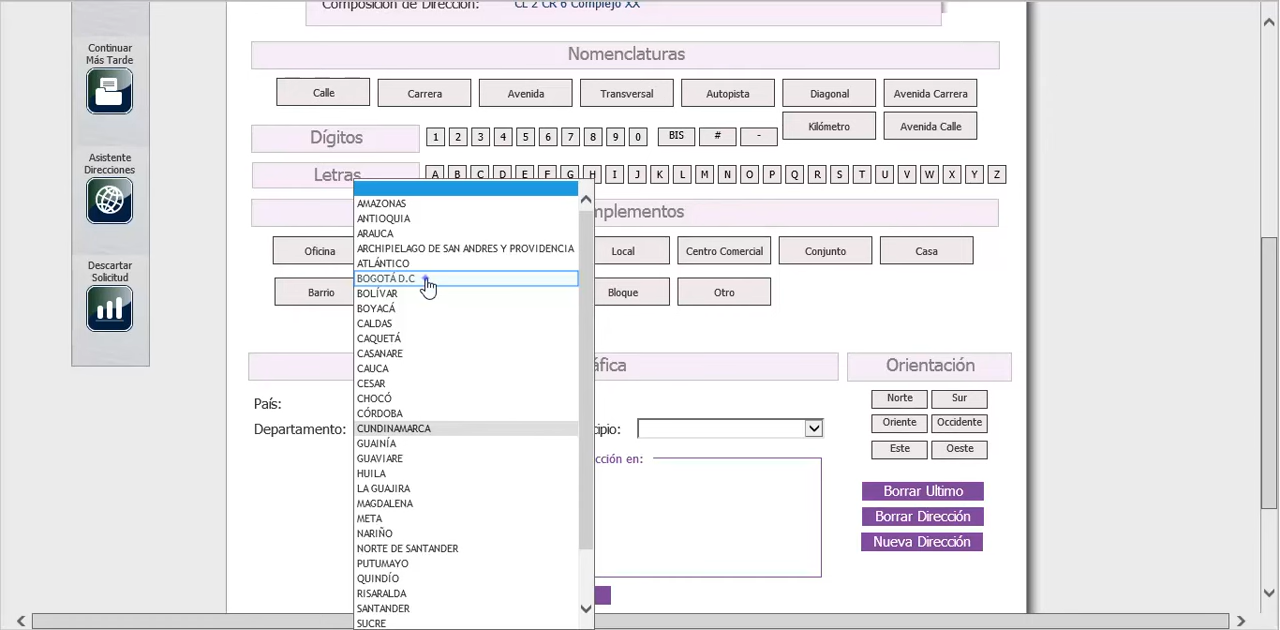 Composición de Dirección: CL 2 CR 6 Complejo XX
Continuar
Más Tarde
Asistente
Direcciones
Descartar
Solicitud
Nomenclaturas
Calle Carrera Avenida Transversal Autopista Diagonal Avenida Carrera
Kilómetro Avenida Calle
Dígitos 1 2 3 4 5 6 7 8 9 0 BIS # -
Letras A B C D E F G H I J K L M N O P Q R S T U V W X Y Z
mplementos
Oficina Local Centro Comercial Conjunto Casa
Barrio Bloque Otro
áfica
Orientación
País:
Departamento: cipio:
cción en:
Norte Sur
Oriente Occidente
Este Oeste
Borrar Ultimo
Borrar Dirección
Nueva Dirección
AMAZONAS
ANTIOQUIA
ARAUCA
ARCHIPIELAGO DE SAN ANDRES Y PROVIDENCIA
ATLÁNTICO
BOGOTÁ D.C
BOLÍVAR
BOYACÁ
CALDAS
CAQUETÁ
CASANARE
CAUCA
CESAR
CHOCÓ
CÓRDOBA
CUNDINAMARCA
GUAINÍA
GUAVIARE
HUILA
LA GUAJIRA
MAGDALENA
META
NARIÑO
NORTE DE SANTANDER
PUTUMAYO
QUINDÍO
RISARALDA
SANTANDER
SUCRE